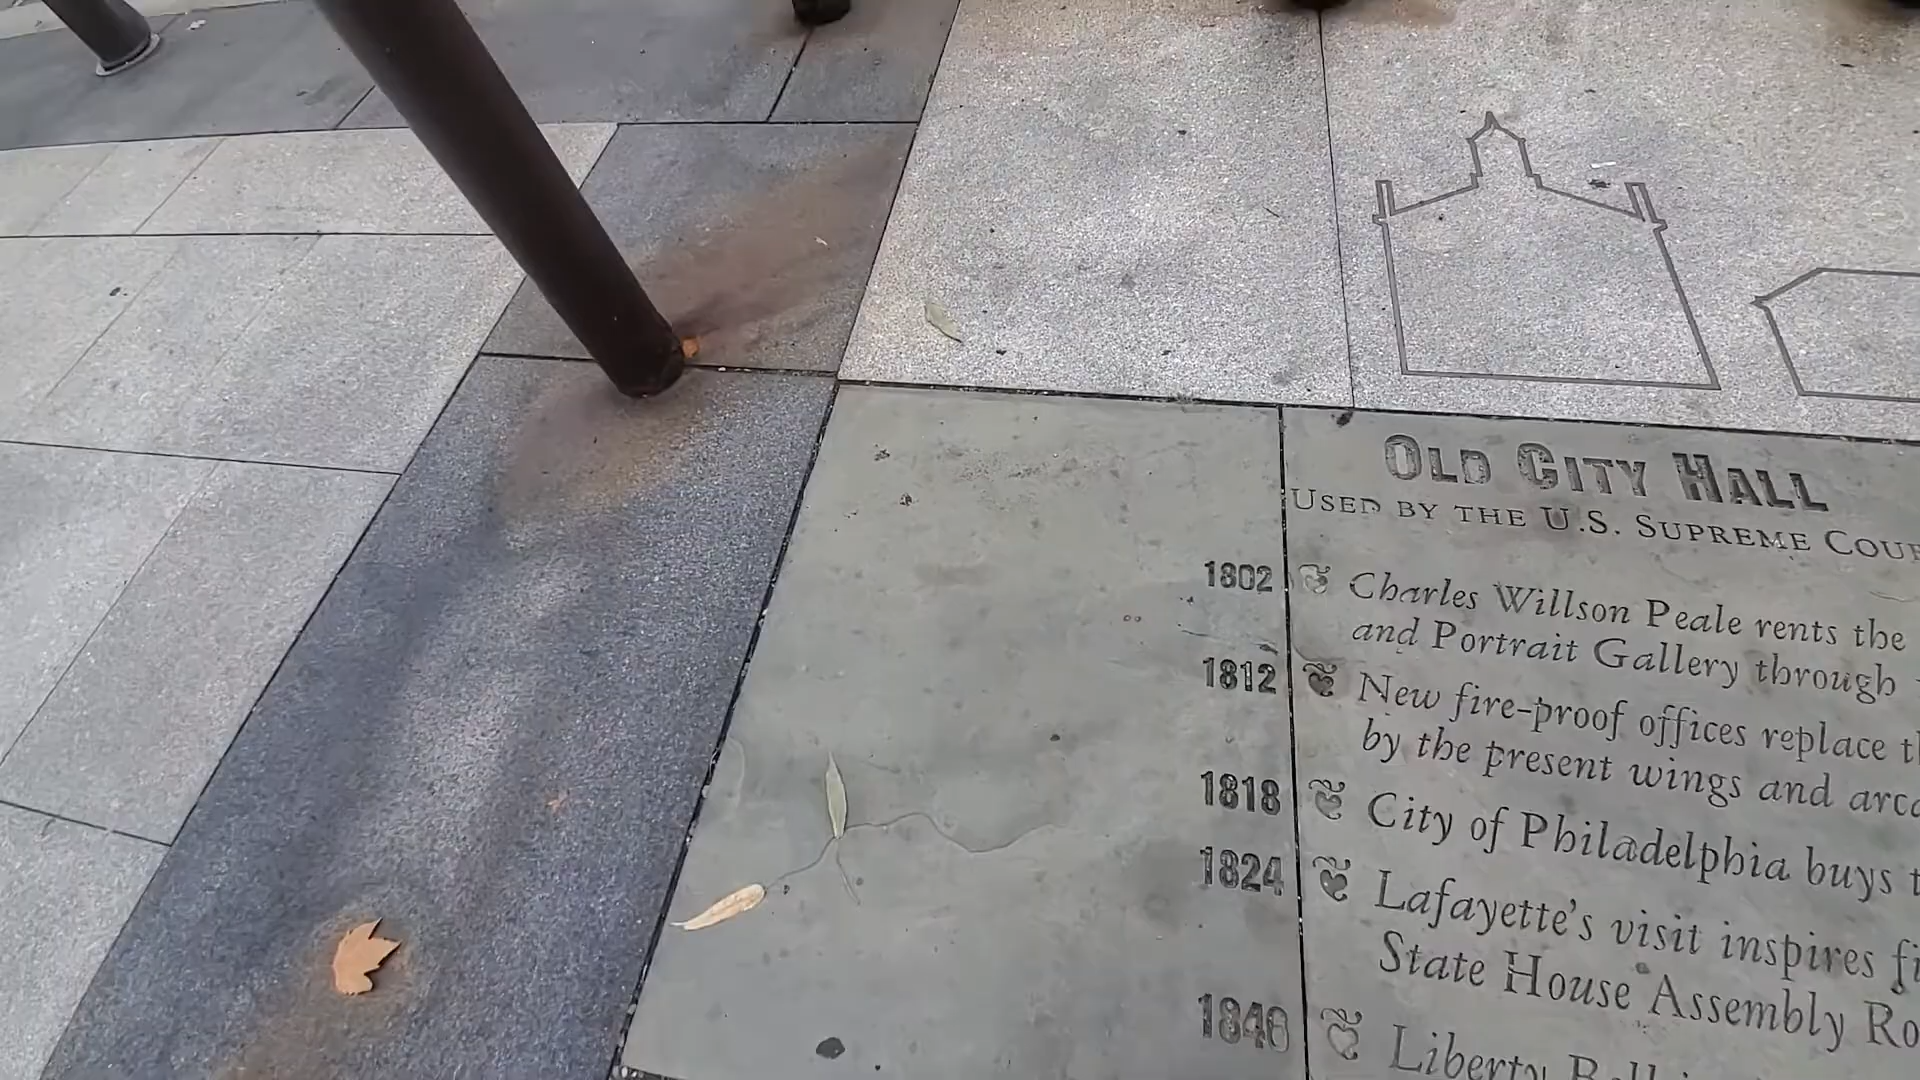 OLD CITY HALL
USED BY THE U.S. SUPREME
1802 Charles Willson Peale rents the
and Portrait Gallery through
1812 New fire-proof offices replace
by the present wings and
1818 City of Philadelphia buys
1824 Lafayette's visit inspires
State House Assembly
1846 Liberty